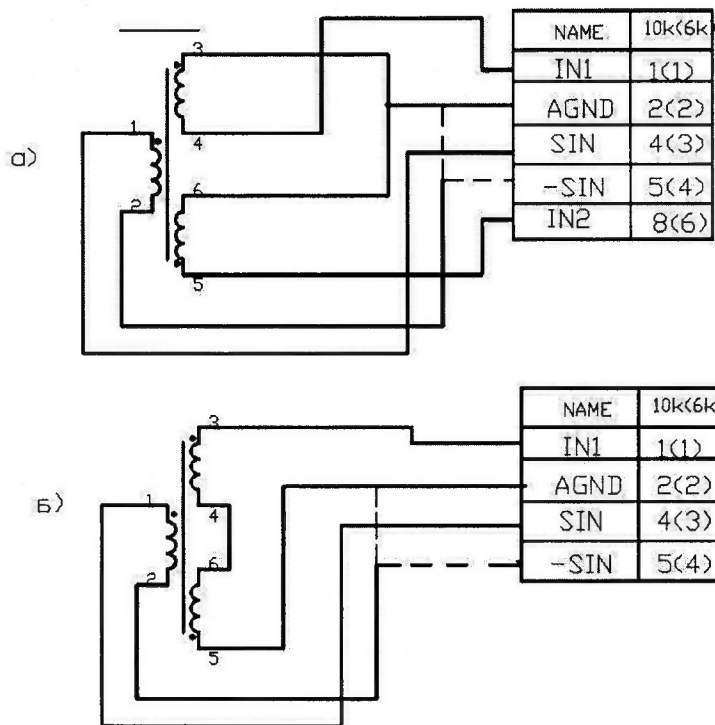 а)
1
2
3
4
6
5
NAME 10k(6k)
IN1 1(1)
AGND 2(2)
SIN 4(3)
-SIN 5(4)
IN2 8(6)
б)
1
2
3
4
6
5
NAME 10k(6k
IN1 1(1)
AGND 2(2)
SIN 4(3)
-SIN 5(4)